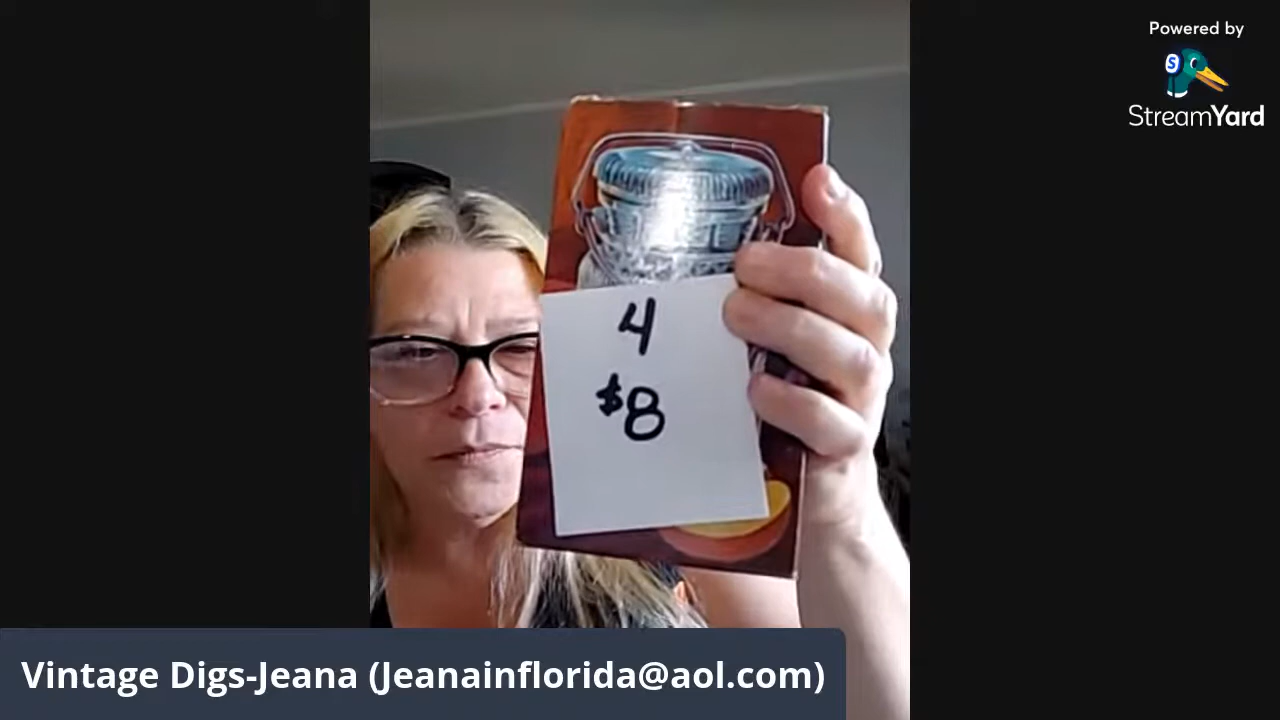 Powered by
S
StreamYard
4
$8
Vintage Digs-Jeana (Jeanainflorida@aol.com)